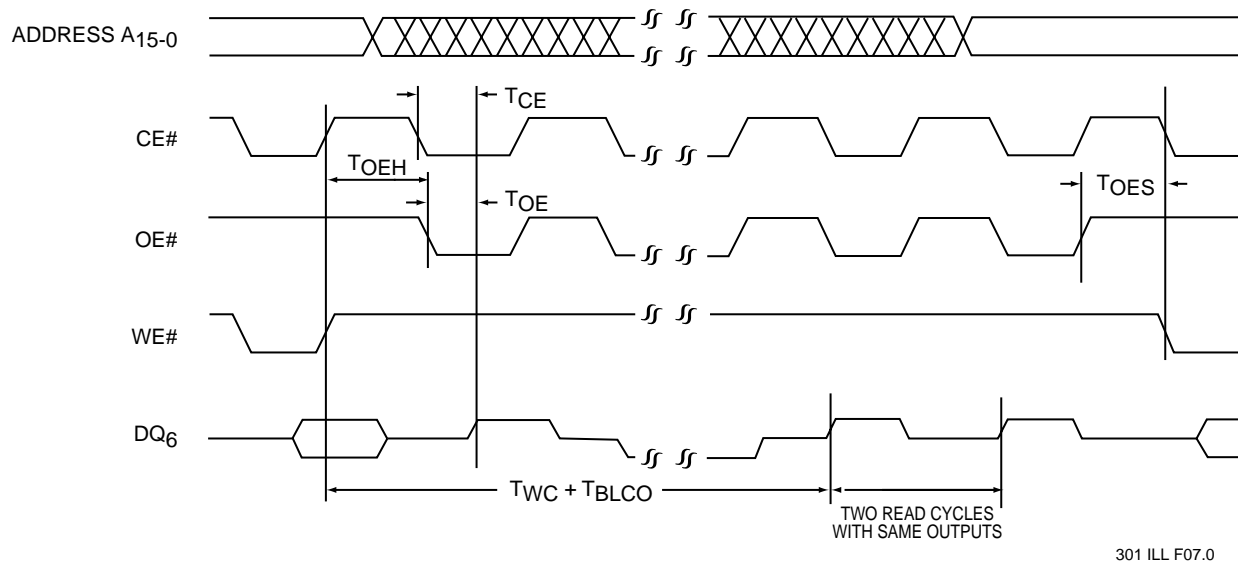 ADDRESS A15-0
TCE
CE#
TOEH
TOES
TOE
OE#
WE#
DQ6
TWC + TBLCO
TWO READ CYCLES
WITH SAME OUTPUTS
301 ILL F07.0